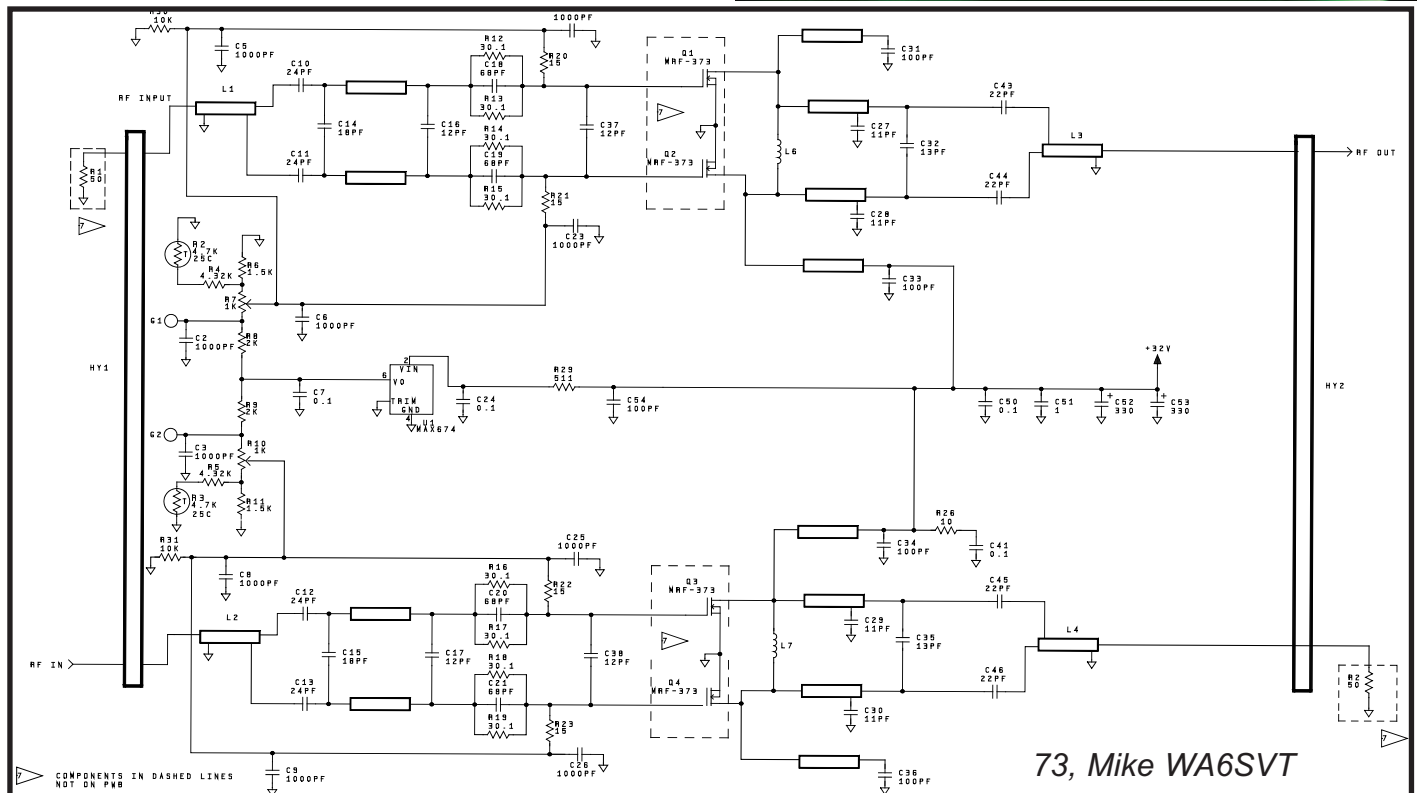 10K
C5
1000PF
1000PF
R20
15
R12
30.1
C18
68PF
R13
30.1
R14
30.1
C19
68PF
R15
30.1
C10
24PF
L1
RF INPUT
C14
18PF
C16
12PF
C37
12PF
C11
24PF
R1
50
7
Q1
MRF-373
7
Q2
MRF-373
L6
C31
100PF
C27
11PF
C32
13PF
C43
22PF
C28
11PF
C44
22PF
L3
RF OUT
C33
100PF
R21
15
C23
1000PF
R2
4.7K
25C
T
R4
4.32K
R6
1.5K
R7
1K
G1
C2
1000PF
R8
2K
C6
1000PF
HY1
C7
0.1
2
VIN
6
VO
TRIM
GND
4
U1
MAX674
C24
0.1
R29
511
C54
100PF
C50
0.1
C51
1
+
C52
330
+
C53
330
+32V
HY2
R9
2K
G2
C3
1000PF
R10
1K
R5
4.32K
R3
4.7K
25C
T
R11
1.5K
R31
10K
C8
1000PF
C25
1000PF
R22
15
C12
24PF
L2
C15
18PF
C17
12PF
R16
30.1
C20
68PF
R17
30.1
R18
30.1
C21
68PF
R19
30.1
C38
12PF
C13
24PF
RF IN
R23
15
C26
1000PF
C9
1000PF
Q3
MRF-373
7
Q4
MRF-373
L7
C34
100PF
R26
10
C41
0.1
C29
11PF
C35
13PF
C45
22PF
C30
11PF
C46
22PF
L4
C36
100PF
R2
50
7
7
COMPONENTS IN DASHED LINES
NOT ON PWB
73, Mike WA6SVT